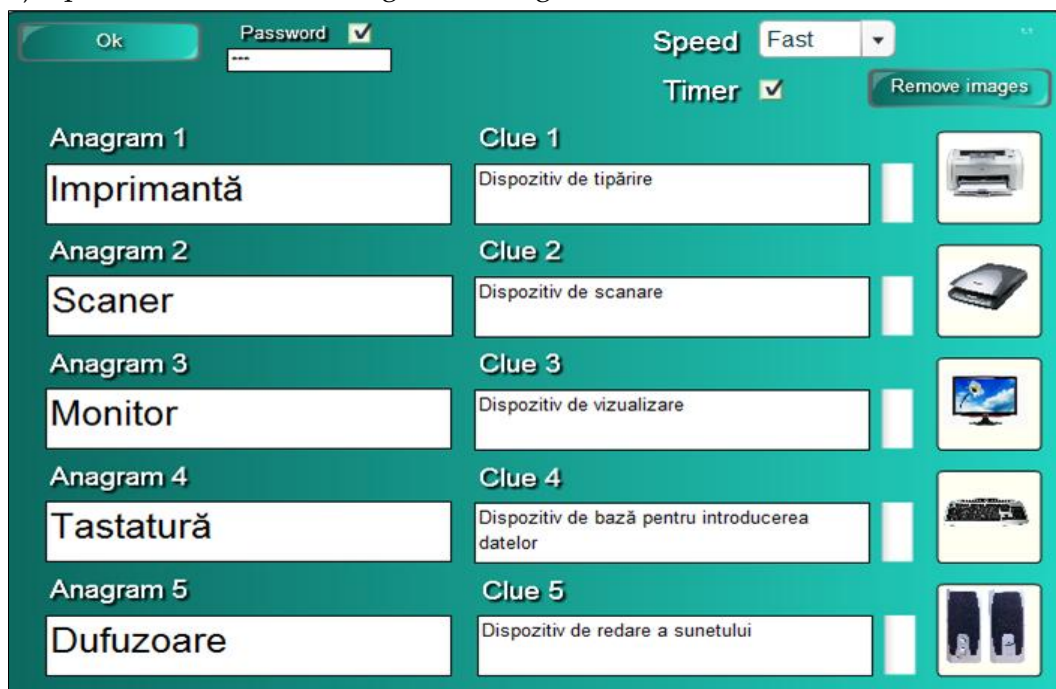 Ok
Password
***
Speed Fast
Timer
Remove images
Anagram 1
Clue 1
Imprimantă
Dispozitiv de tipărire
Anagram 2
Clue 2
Scaner
Dispozitiv de scanare
Anagram 3
Clue 3
Monitor
Dispozitiv de vizualizare
Anagram 4
Clue 4
Tastatură
Dispozitiv de bază pentru introducerea
datelor
Anagram 5
Clue 5
Dufuzoare
Dispozitiv de redare a sunetului